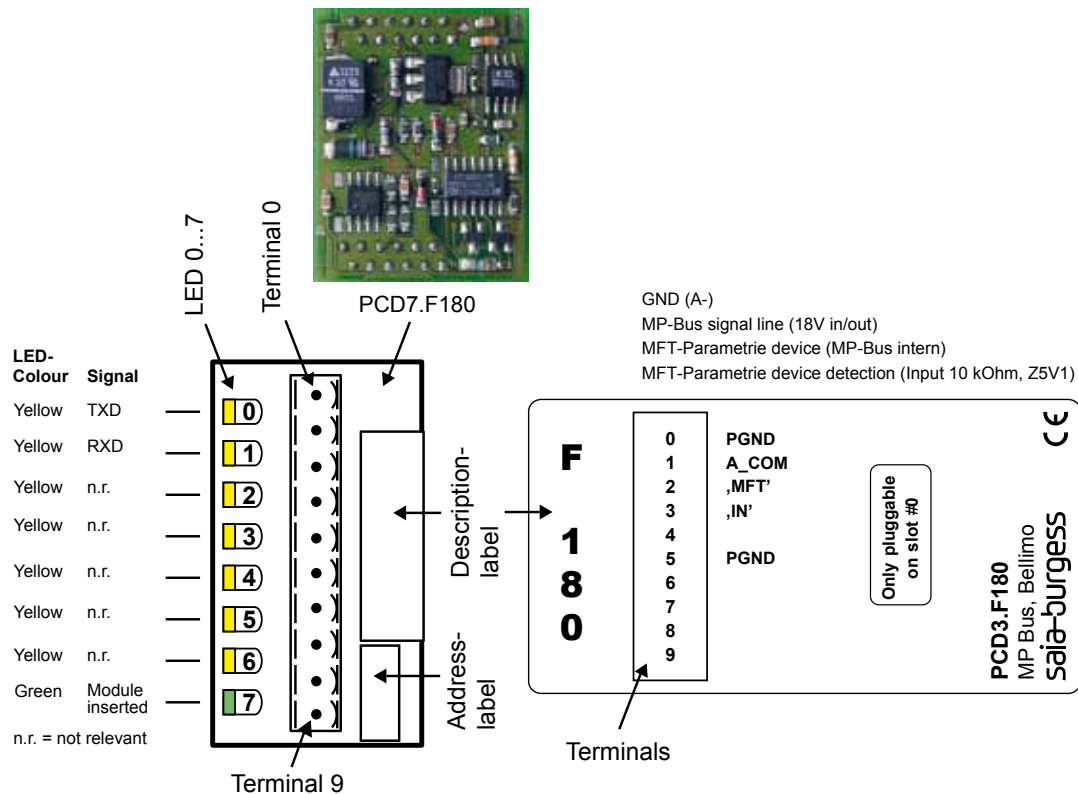 LED 0...7
Terminal 0
PCD7.F180
LED-
Colour Signal
Yellow TXD
Yellow RXD
Yellow n.r.
Yellow n.r.
Yellow n.r.
Yellow n.r.
Yellow n.r.
Green Module
inserted
n.r. = not relevant
0
1
2
3
4
5
6
7
Terminal 9
Description-
label
Address-
label
GND (A-)
MP-Bus signal line (18V in/out)
MFT-Parametrie device (MP-Bus intern)
MFT-Parametrie device detection (Input 10 kOhm, Z5V1)
F
180
0 PGND
1 A_COM
2 ‚MFT'
3 ‚IN'
4
5 PGND
6
7
8
9
Only pluggable
on slot #0
CE
PCD3.F180
MP Bus, Bellimo
saia-burgess
Terminals